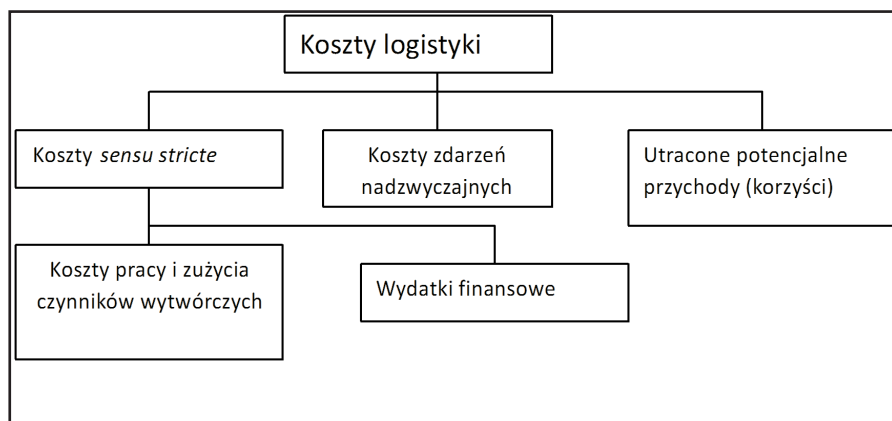 Koszty logistyki
Koszty sensu stricte
Koszty zdarzeń
nadzwyczajnych
Utracone potencjalne
przychody (korzyści)
Koszty pracy i zużycia
czynników wytwórczych
Wydatki finansowe